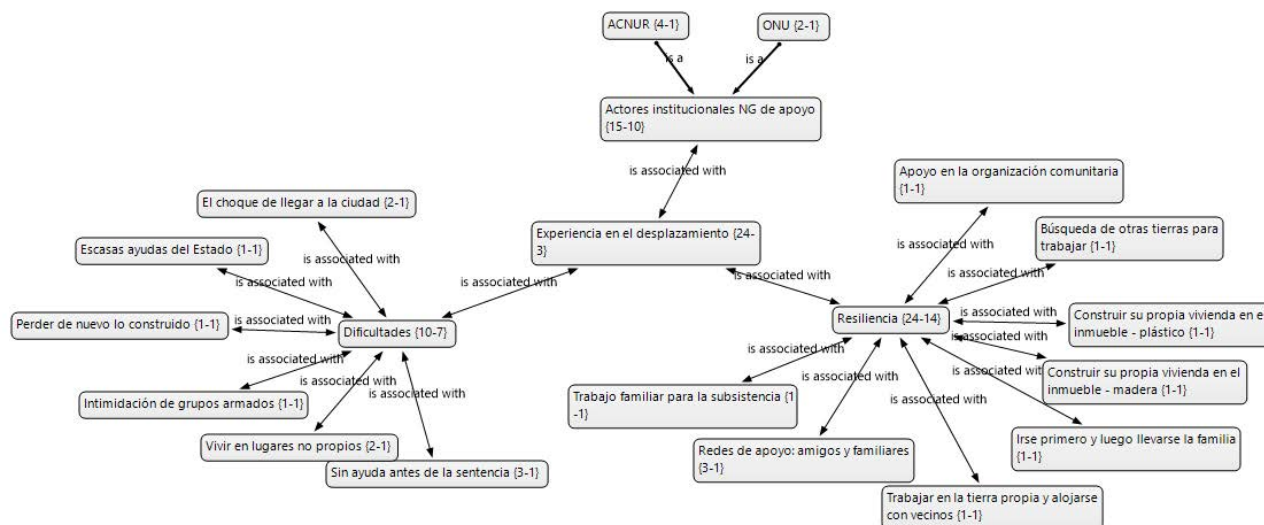 ACNUR {4-1}
ONU {2-1}
is a
is a
Actores institucionales NG de apoyo
{15-10}
is associated with
Apoyo en la organización comunitaria
{1-1}
El choque de llegar a la ciudad {2-1}
Experiencia en el desplazamiento {24-
3}
Búsqueda de otras tierras para
trabajar {1-1}
Escasas ayudas del Estado {1-1}
is associated with
is associated with
is associated with
is associated with
is associated with
is associated with
Perder de nuevo lo construido {1-1}
is associated with
Dificultades {10-7}
Resiliencia {24-14}
is associated with
Construir su propia vivienda en el
inmueble - plástico {1-1}
is associated with
is associated with
is associated with
is associated with
Construir su propia vivienda en el
inmueble - madera {1-1}
is associated with
is associated with
is associated with
is associated with
Intimidación de grupos armados {1-1}
Trabajo familiar para la subsistencia {1
-1}
Irse primero y luego llevarse la familia
{1-1}
Vivir en lugares no propios {2-1}
Redes de apoyo: amigos y familiares
{3-1}
Sin ayuda antes de la sentencia {3-1}
Trabajar en la tierra propia y alojarse
con vecinos {1-1}